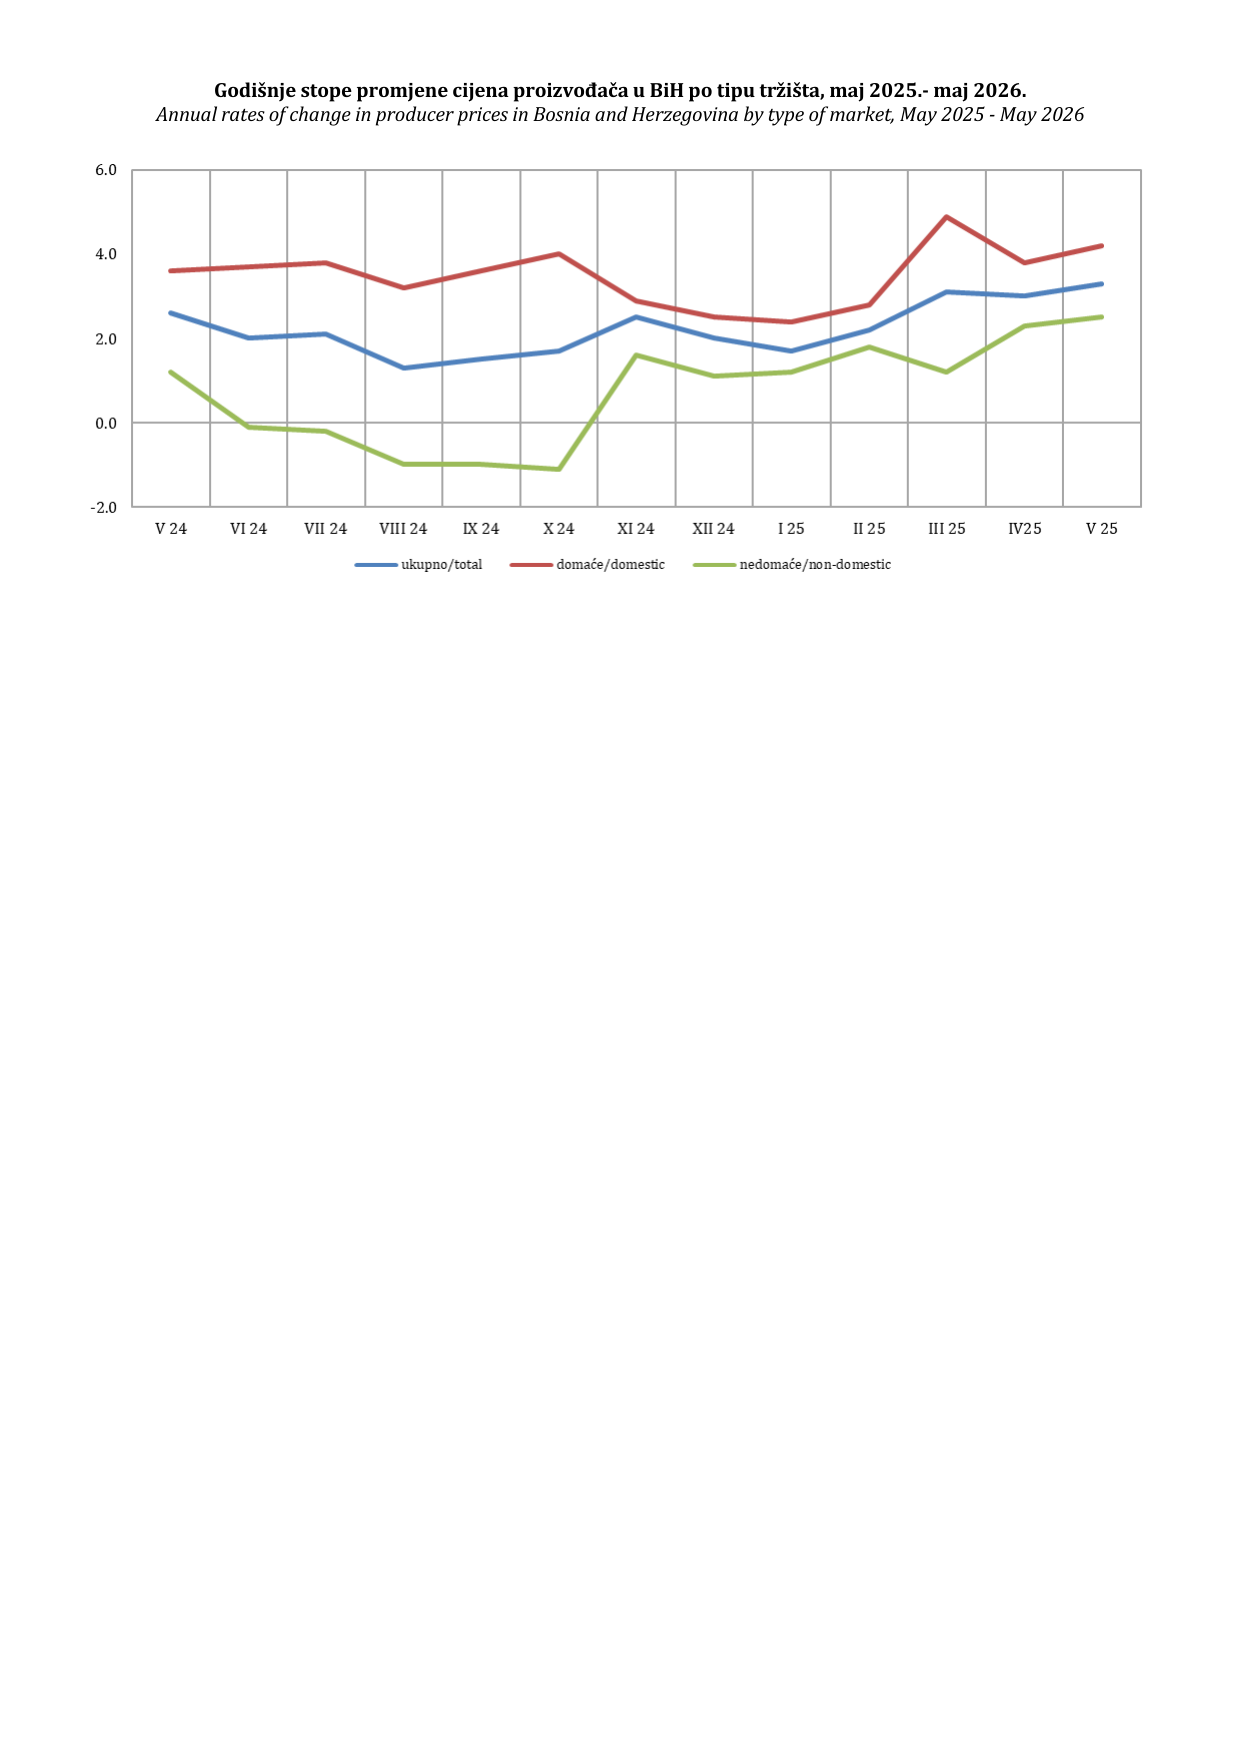 Godišnje stope promjene cijena proizvođača u BiH po tipu tržišta, maj 2025.- maj 2026.
Annual rates of change in producer prices in Bosnia and Herzegovina by type of market, May 2025 - May 2026
6.0
4.0
2.0
0.0
-2.0
V 24 VI 24 VII 24 VIII 24 IX 24 X 24 XI 24 XII 24 I 25 II 25 III 25 IV25 V 25
ukupno/total domaće/domestic nedomaće/non-domestic